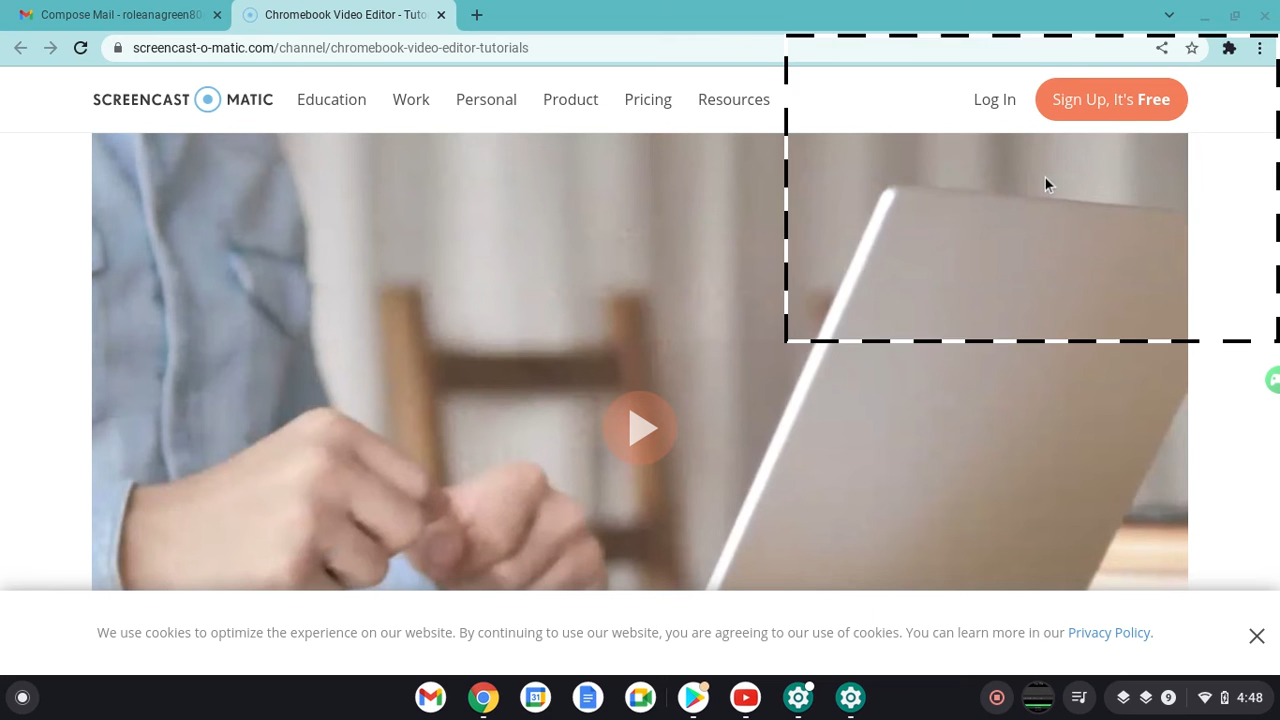 Compose Mail - roleanagreen80
Chromebook Video Editor - Tuto
screencast-o-matic.com/channel/chromebook-video-editor-tutorials
SCREENCAST MATIC Education Work Personal Product Pricing Resources Log In Sign Up, It's Free
We use cookies to optimize the experience on our website. By continuing to use our website, you are agreeing to our use of cookies. You can learn more in our Privacy Policy.
31
9
4:48